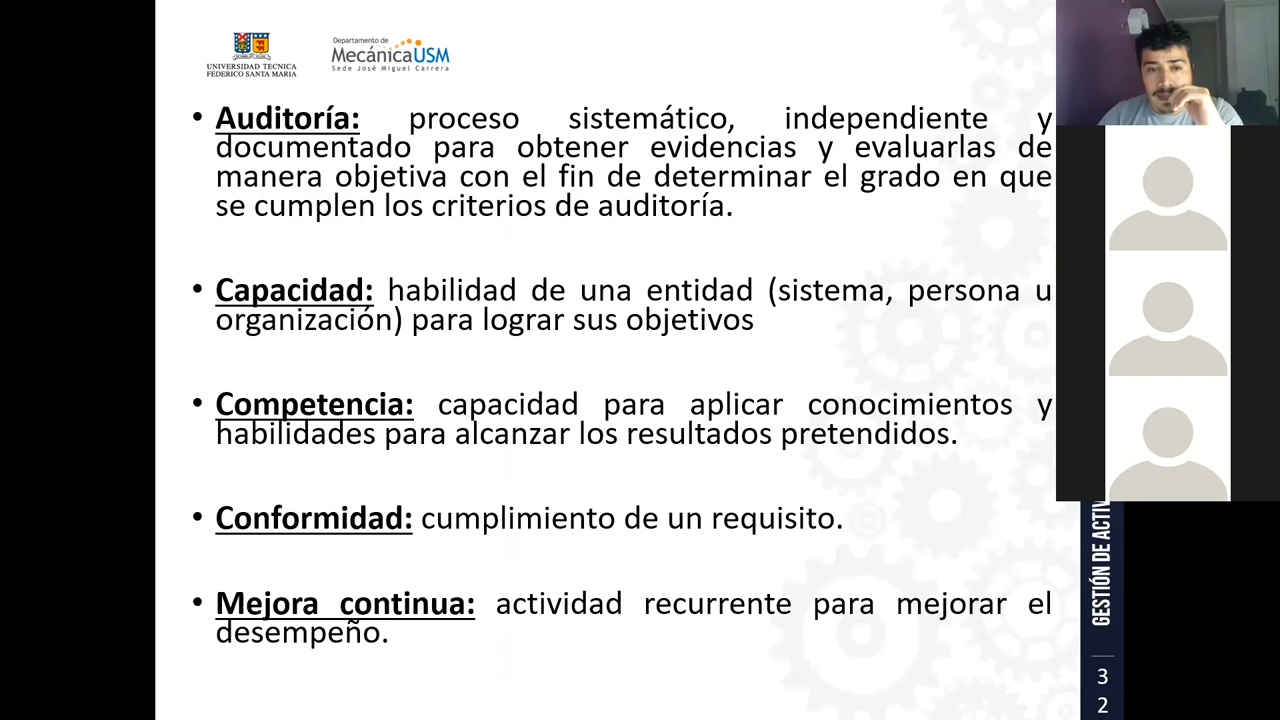 UNIVERSIDAD TECNICA
FEDERICO SANTA MARIA
Departamento de
MecánicaUSM
Sede José Miguel Carrera
• Auditoría: proceso sistemático, independiente y
documentado para obtener evidencias y evaluarlas de
manera objetiva con el fin de determinar el grado en que
se cumplen los criterios de auditoría.
• Capacidad: habilidad de una entidad (sistema, persona u
organización) para lograr sus objetivos
• Competencia: capacidad para aplicar conocimientos y
habilidades para alcanzar los resultados pretendidos.
• Conformidad: cumplimiento de un requisito.
• Mejora continua: actividad recurrente para mejorar el
desempeño.
GESTIÓN DE ACTIV
3
2